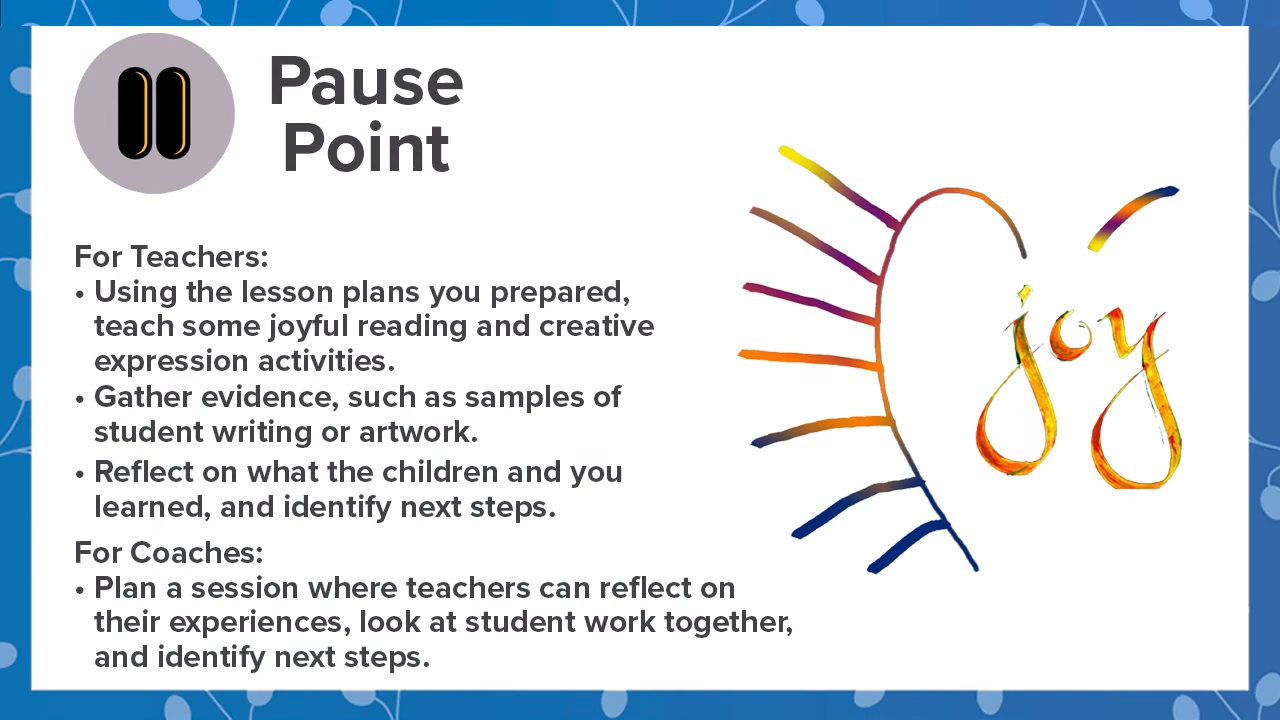 Pause
Point
For Teachers:
• Using the lesson plans you prepared,
teach some joyful reading and creative
expression activities.
• Gather evidence, such as samples of
student writing or artwork.
• Reflect on what the children and you
learned, and identify next steps.
For Coaches:
• Plan a session where teachers can reflect on
their experiences, look at student work together,
and identify next steps.
joy